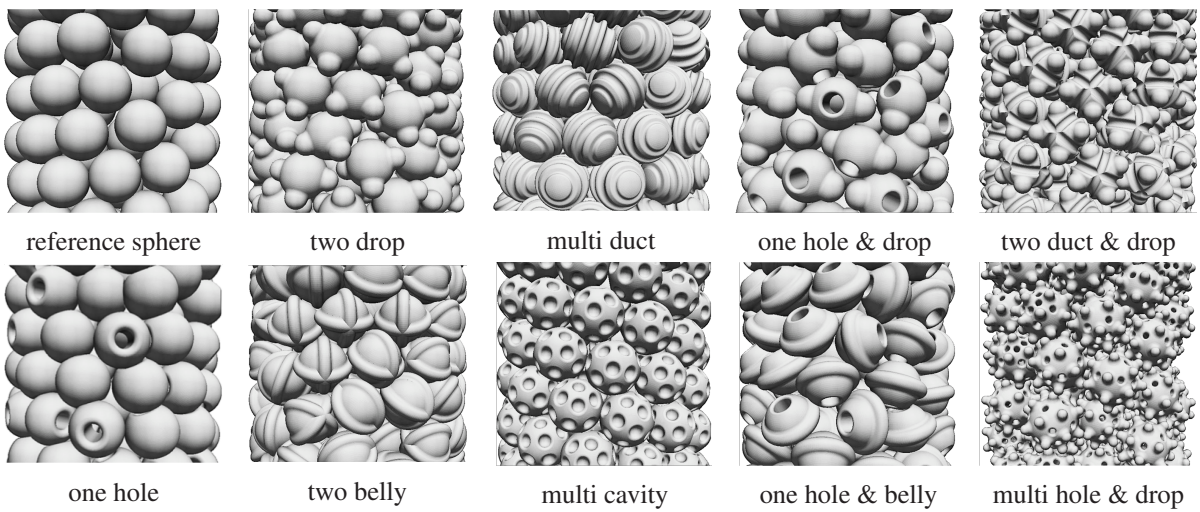 reference sphere
two drop
multi duct
one hole & drop
two duct & drop
one hole
two belly
multi cavity
one hole & belly
multi hole & drop